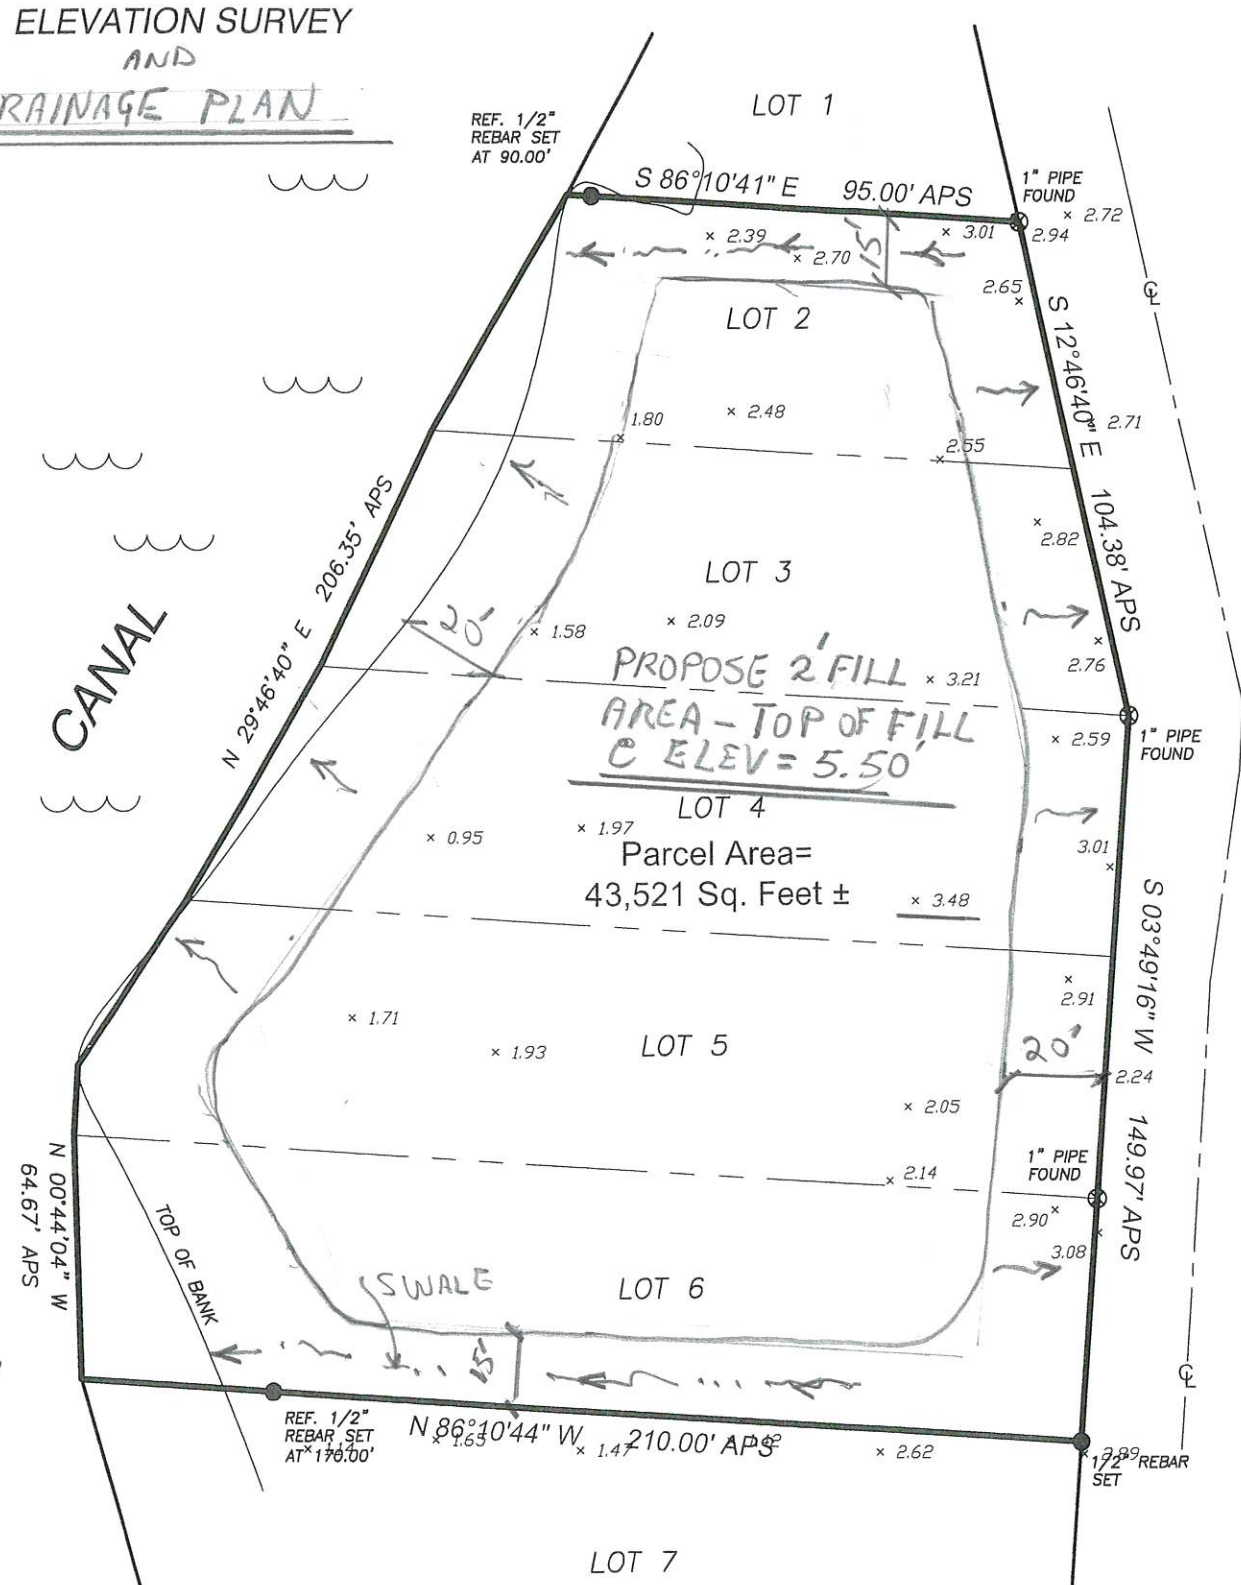 ELEVATION SURVEY
AND
RAINAGE PLAN
LOT 1
REF. 1/2"
REBAR SET
AT 90.00'
S 86°10'41" E
95.00' APS
1" PIPE
FOUND
2.72
2.94
3.01
2.39
2.70
15'
2.65
℄
LOT 2
S 12°46'40" E
104.38' APS
2.48
1.80
2.71
2.55
206.35' APS
N 29°46'40" E
2.82
LOT 3
CANAL
20'
1.58
2.09
2.76
PROPOSE 2' FILL
3.21
AREA - TOP OF FILL
@ ELEV = 5.50'
2.59
1" PIPE
FOUND
LOT 4
0.95
1.97
3.01
Parcel Area=
43,521 Sq. Feet ±
3.48
S 03°49'16" W
149.97' APS
2.91
1.71
1.93
LOT 5
20'
2.24
2.05
1" PIPE
FOUND
2.14
N 00°44'04" W
64.67' APS
2.90
3.08
TOP OF BANK
SWALE
LOT 6
15'
℄
REF. 1/2"
REBAR SET
AT 170.00'
N 86°10'44" W
210.00' APS
1.63
1.47
2.62
1/2" REBAR
SET
LOT 7